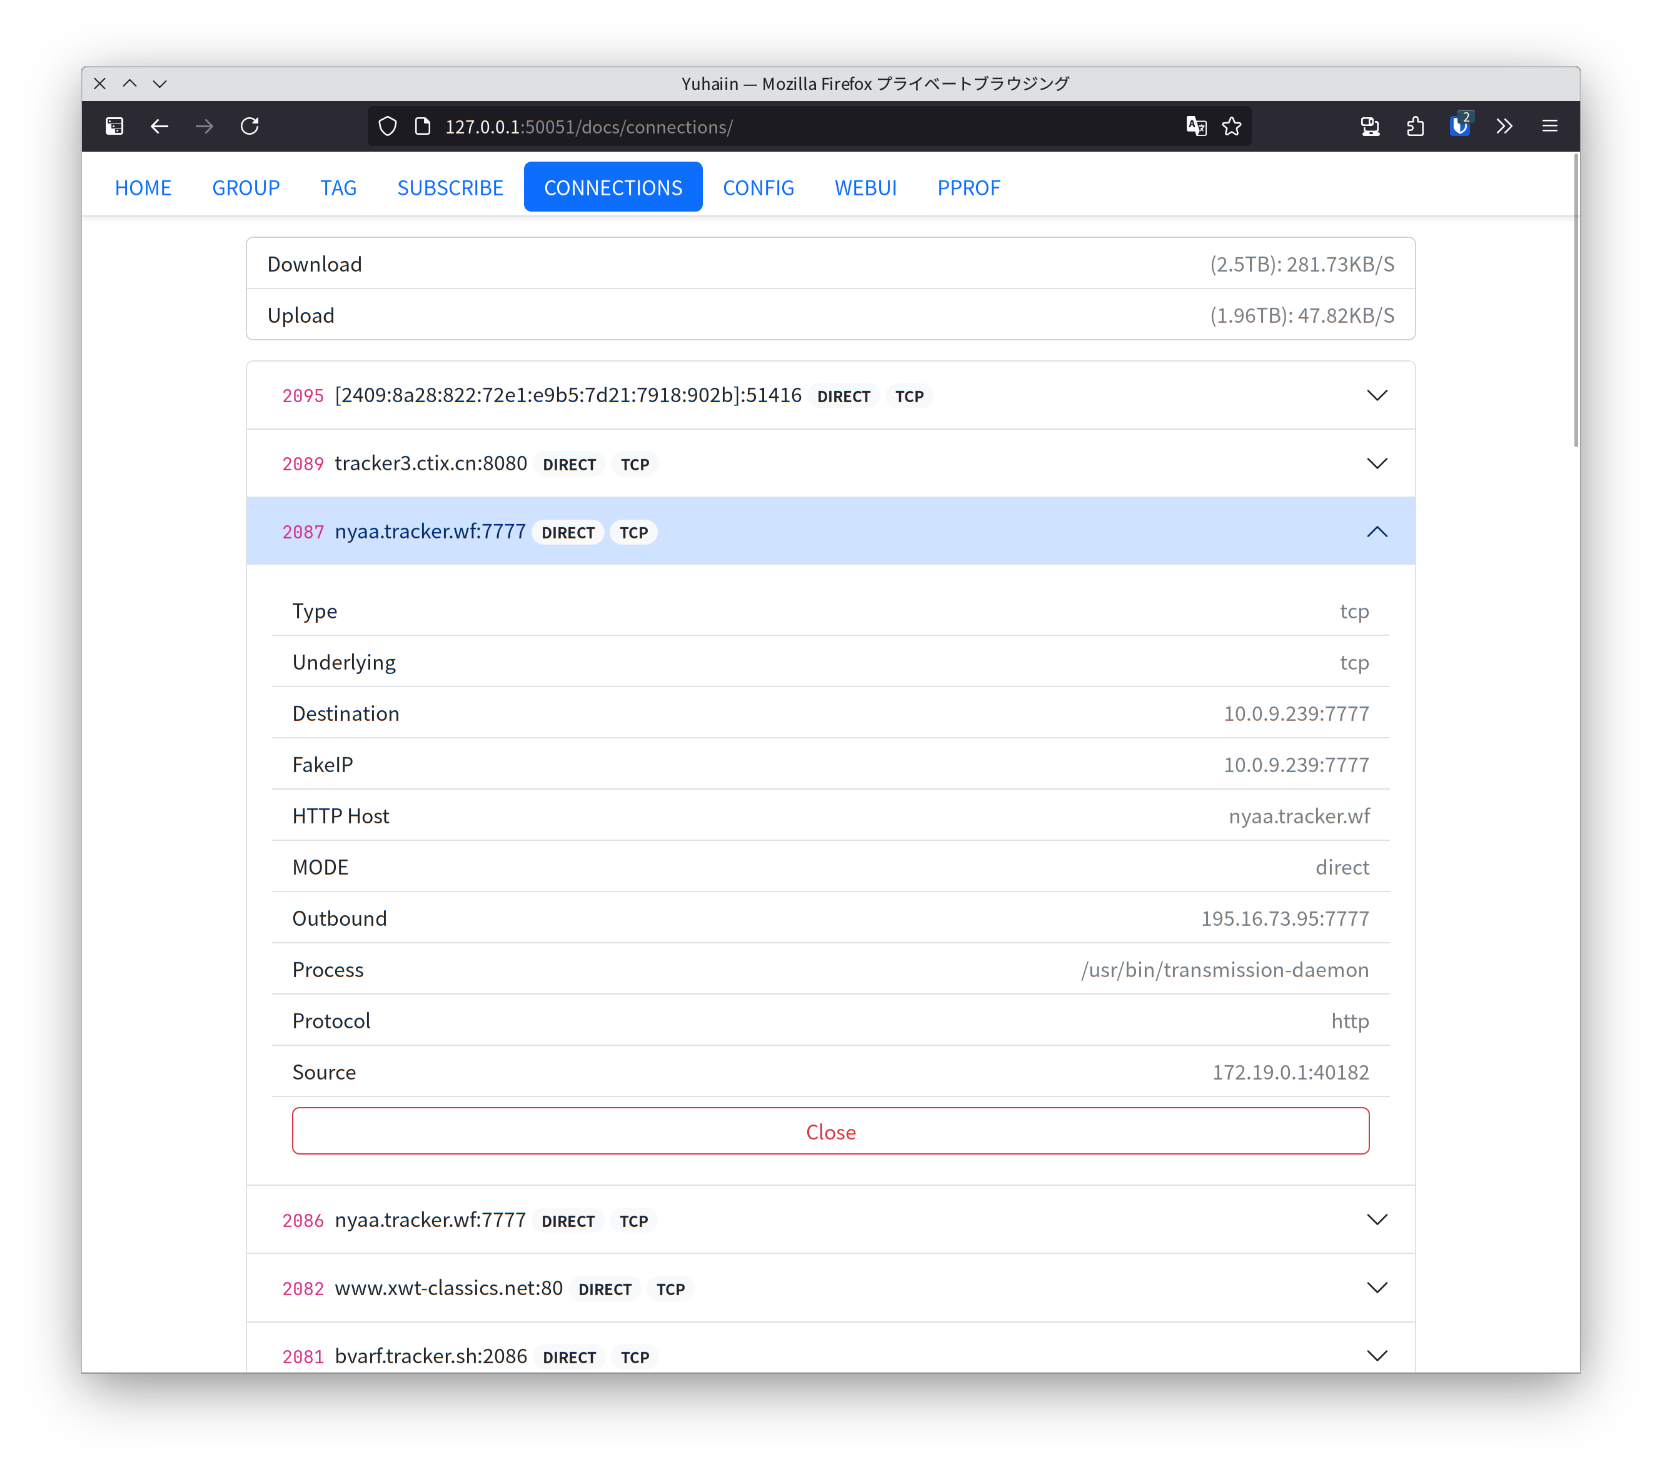 Yuhaiin — Mozilla Firefox プライベートブラウジング
127.0.0.1:50051/docs/connections/
2
HOME GROUP TAG SUBSCRIBE CONNECTIONS CONFIG WEBUI PPROF
Download (2.5TB): 281.73KB/S
Upload (1.96TB): 47.82KB/S
2095 [2409:8a28:822:72e1:e9b5:7d21:7918:902b]:51416 DIRECT TCP
2089 tracker3.ctix.cn:8080 DIRECT TCP
2087 nyaa.tracker.wf:7777 DIRECT TCP
Type tcp
Underlying tcp
Destination 10.0.9.239:7777
FakeIP 10.0.9.239:7777
HTTP Host nyaa.tracker.wf
MODE direct
Outbound 195.16.73.95:7777
Process /usr/bin/transmission-daemon
Protocol http
Source 172.19.0.1:40182
Close
2086 nyaa.tracker.wf:7777 DIRECT TCP
2082 www.xwt-classics.net:80 DIRECT TCP
2081 bvarf.tracker.sh:2086 DIRECT TCP